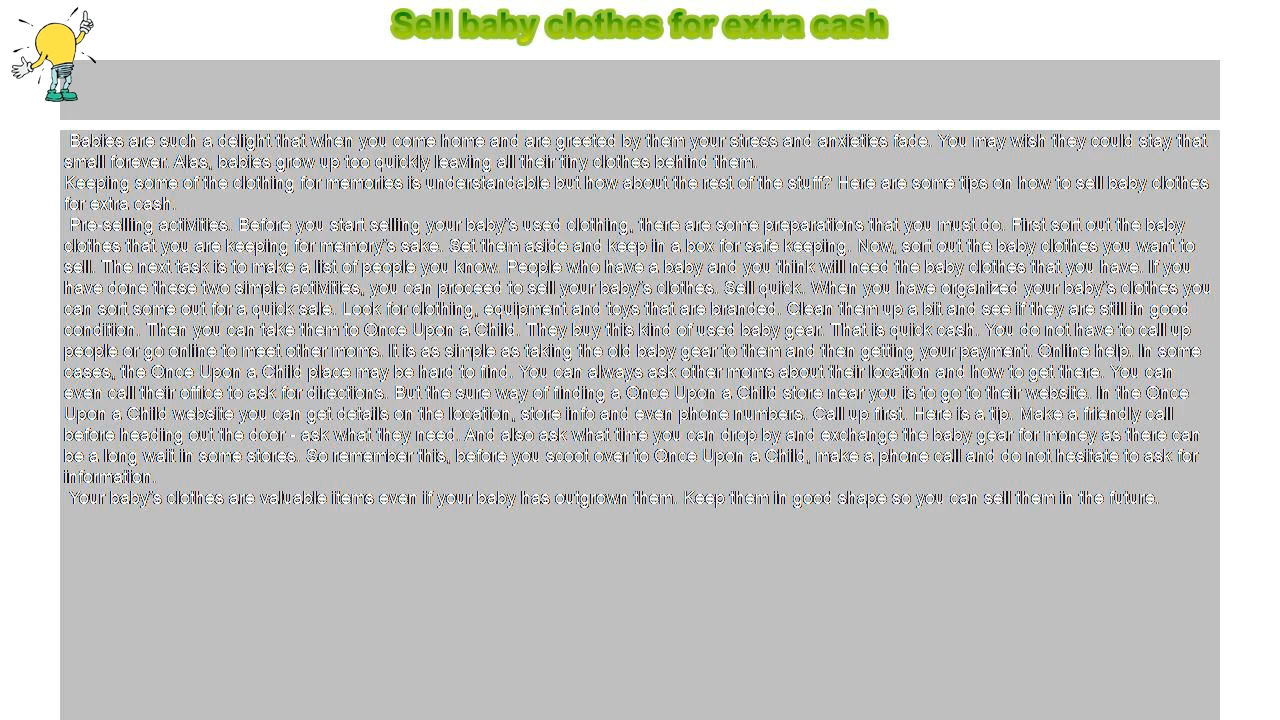 Sell baby clothes for extra cash
Babies are such a delight that when you come home and are greeted by them your stress and anxieties fade. You may wish they could stay that
small forever. Alas, babies grow up too quickly leaving all their tiny clothes behind them.
Keeping some of the clothing for memories is understandable but how about the rest of the stuff? Here are some tips on how to sell baby clothes
for extra cash.
Pre-selling activities. Before you start selling your baby's used clothing, there are some preparations that you must do. First sort out the baby
clothes that you are keeping for memory's sake. Set them aside and keep in a box for safe keeping. Now, sort out the baby clothes you want to
sell. The next task is to make a list of people you know. People who have a baby and you think will need the baby clothes that you have. If you
have done these two simple activities, you can proceed to sell your baby's clothes. Sell quick. When you have organized your baby's clothes you
can sort some out for a quick sale. Look for clothing, equipment and toys that are branded. Clean them up a bit and see if they are still in good
condition. Then you can take them to Once Upon a Child. They buy this kind of used baby gear. That is quick cash. You do not have to call up
people or go online to meet other moms. It is as simple as taking the old baby gear to them and then getting your payment. Online help. In some
cases, the Once Upon a Child place may be hard to find. You can always ask other moms about their location and how to get there. You can
even call their office to ask for directions. But the sure way of finding a Once Upon a Child store near you is to go to their website. In the Once
Upon a Child website you can get details on the location, store info and even phone numbers. Call up first. Here is a tip. Make a friendly call
before heading out the door - ask what they need. And also ask what time you can drop by and exchange the baby gear for money as there can
be a long wait in some stores. So remember this, before you scoot over to Once Upon a Child, make a phone call and do not hesitate to ask for
information.
Your baby's clothes are valuable items even if your baby has outgrown them. Keep them in good shape so you can sell them in the future.